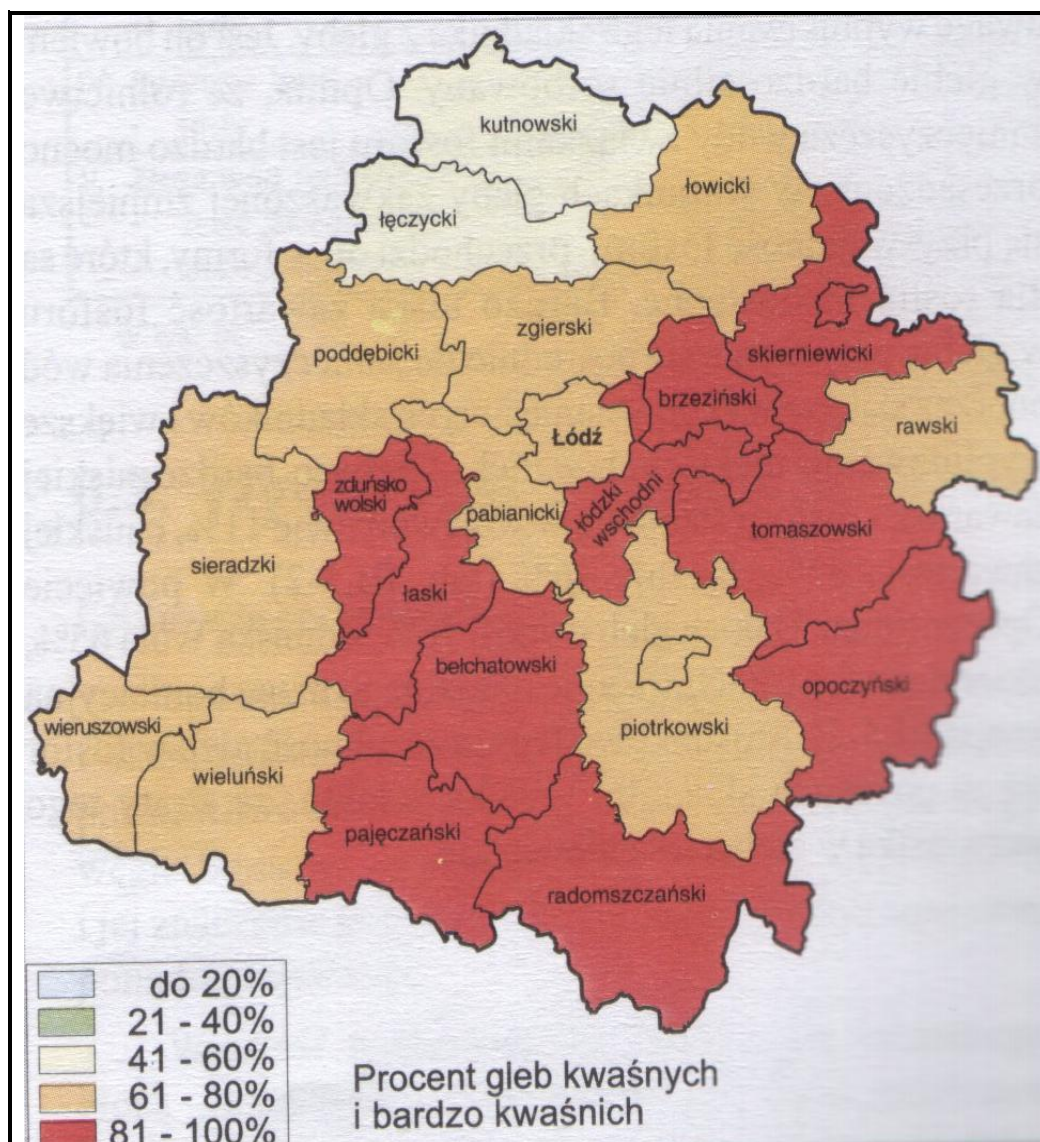 kutnowski
łowicki
łęczycki
zgierski
poddębicki
skierniewicki
brzeziński
rawski
Łódź
zduńsko
wolski
pabianicki
łódzki
wschodni
tomaszowski
sieradzki
łaski
bełchatowski
opoczyński
wieruszowski
piotrkowski
wieluński
pajęczański
radomszczański
do 20%
21 - 40%
41 - 60%
61 - 80%
81 - 100%
Procent gleb kwaśnych
i bardzo kwaśnich